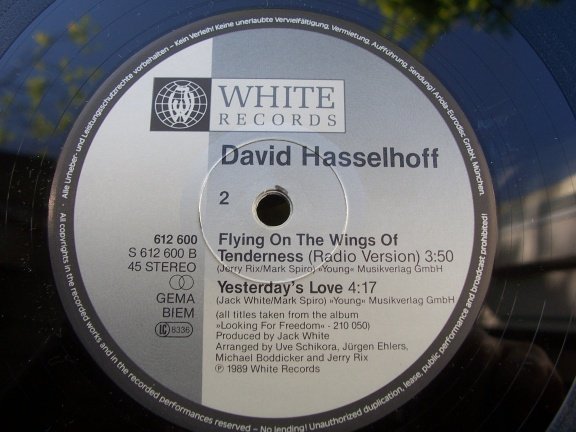 Alle Urheber- und Leistungsschutzrechte vorbehalten – Kein Verleih! Keine unerlaubte Vervielfältigung, Vermietung, Aufführung, Sendung! Ariola-Eurodisc GmbH, München.
WHITE
RECORDS
David Hasselhoff
2
612 600
S 612 600 B
45 STEREO
GEMA
BIEM
LC 8336
Flying On The Wings Of
Tenderness (Radio Version) 3:50
(Jerry Rix/Mark Spiro) »Young« Musikverlag GmbH
Yesterday's Love 4:17
(Jack White/Mark Spiro) »Young« Musikverlag GmbH
(all titles taken from the album
»Looking For Freedom« - 210 050)
Produced by Jack White
Arranged by Uve Schikora, Jürgen Ehlers,
Michael Boddicker and Jerry Rix
℗ 1989 White Records
All copyrights in the recorded works and in the recorded performances reserved – No lending! Unauthorized duplication, lease, public performance and broadcast prohibited!